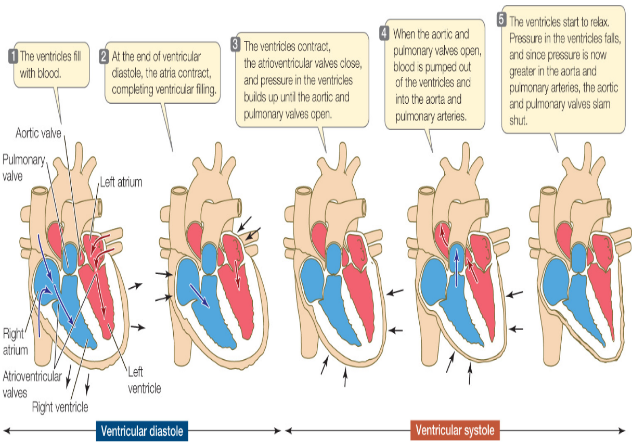 1 The ventricles fill
with blood.
2 At the end of ventricular
diastole, the atria contract,
completing ventricular filling.
3 The ventricles contract,
the atrioventricular valves close,
and pressure in the ventricles
builds up until the aortic and
pulmonary valves open.
4 When the aortic and
pulmonary valves open,
blood is pumped out
of the ventricles and
into the aorta and
pulmonary arteries.
5 The ventricles start to relax.
Pressure in the ventricles falls,
and since pressure is now
greater in the aorta and
pulmonary arteries, the aortic
and pulmonary valves slam
shut.
Aortic valve
Pulmonary
valve
Left atrium
Right
atrium
Atrioventricular
valves
Right ventricle
Left
ventricle
Ventricular diastole
Ventricular systole